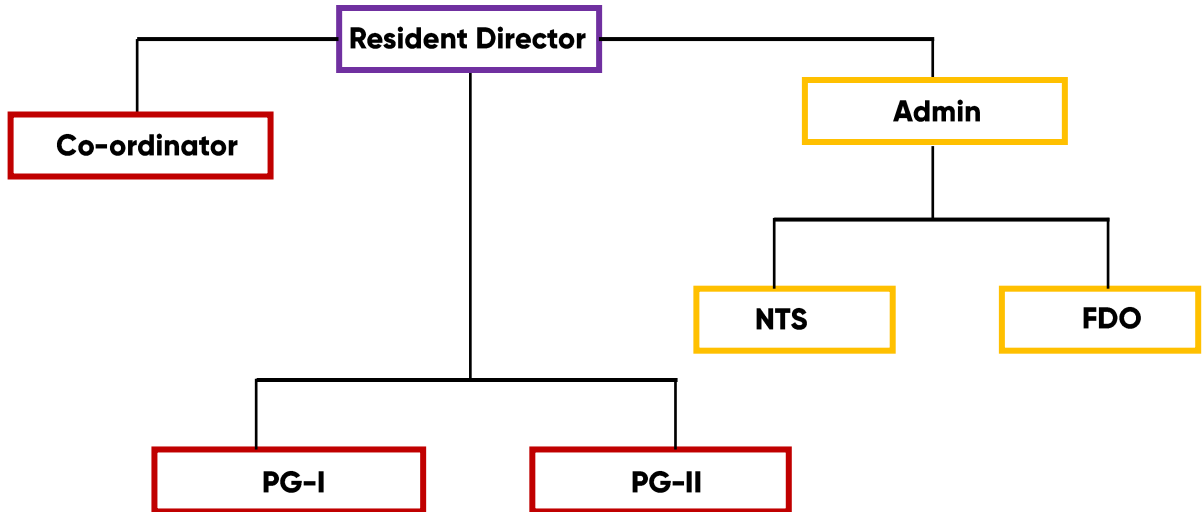 Resident Director
Admin
Co-ordinator
NTS
FDO
PG-I
PG-II